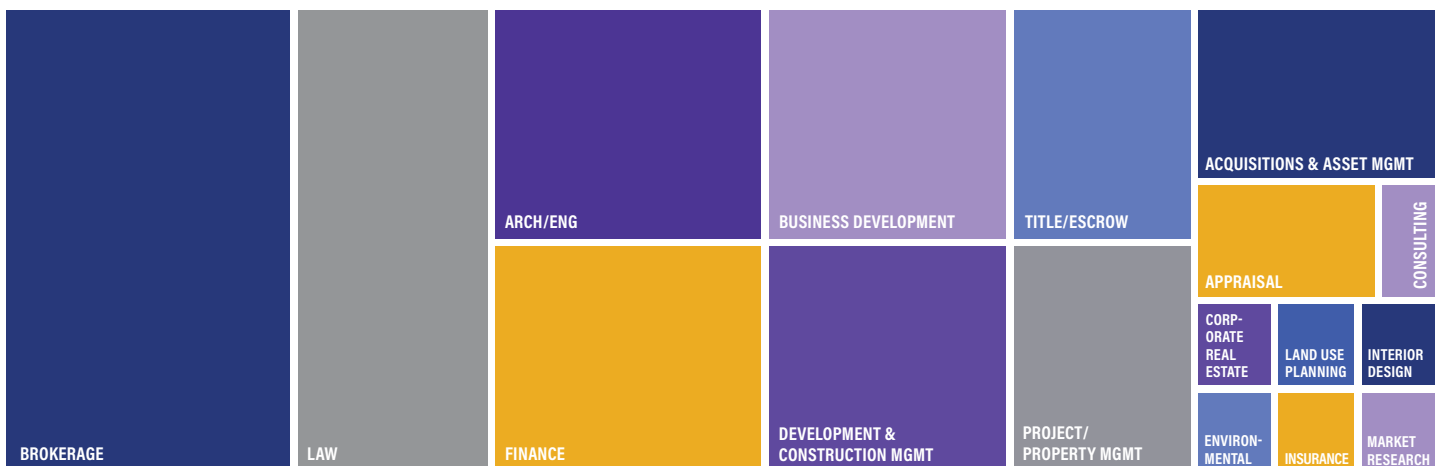 BROKERAGE
LAW
ARCH/ENG
FINANCE
BUSINESS DEVELOPMENT
DEVELOPMENT &
CONSTRUCTION MGMT
TITLE/ESCROW
PROJECT/
PROPERTY MGMT
ACQUISITIONS & ASSET MGMT
APPRAISAL
CONSULTING
CORP-
ORATE
REAL
ESTATE
LAND USE
PLANNING
INTERIOR
DESIGN
ENVIRON-
MENTAL
INSURANCE
MARKET
RESEARCH